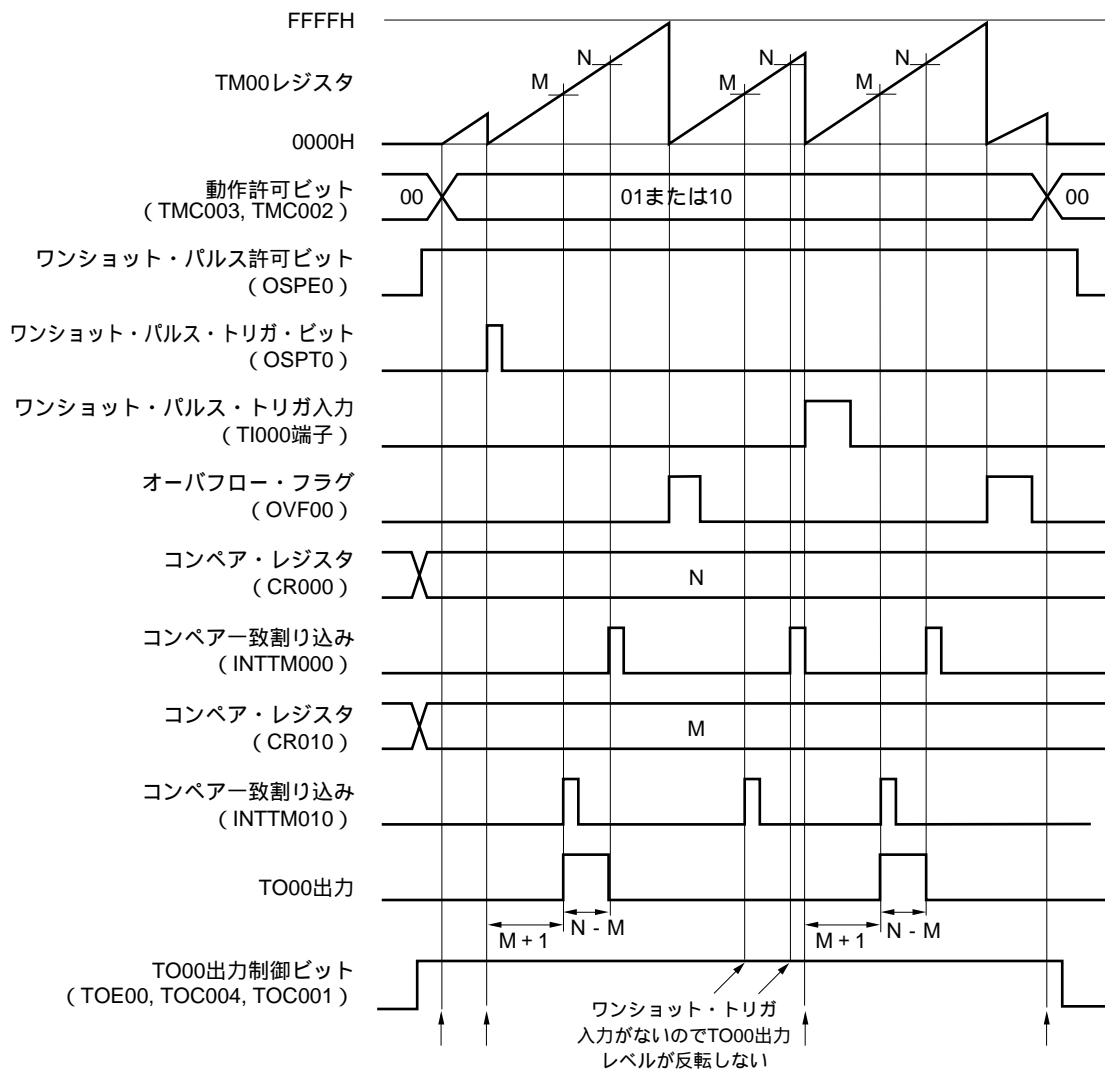 FFFFH
TM00レジスタ
M
N
M
N
M
N
0000H
動作許可ビット
（TMC003, TMC002）
00
01または10
00
ワンショット・パルス許可ビット
（OSPE0）
ワンショット・パルス・トリガ・ビット
（OSPT0）
ワンショット・パルス・トリガ入力
（TI000端子）
オーバフロー・フラグ
（OVF00）
コンペア・レジスタ
（CR000）
N
コンペア一致割り込み
（INTTM000）
コンペア・レジスタ
（CR010）
M
コンペア一致割り込み
（INTTM010）
TO00出力
M + 1
N - M
M + 1
N - M
TO00出力制御ビット
（TOE00, TOC004, TOC001）
ワンショット・トリガ
入力がないのでTO00出力
レベルが反転しない